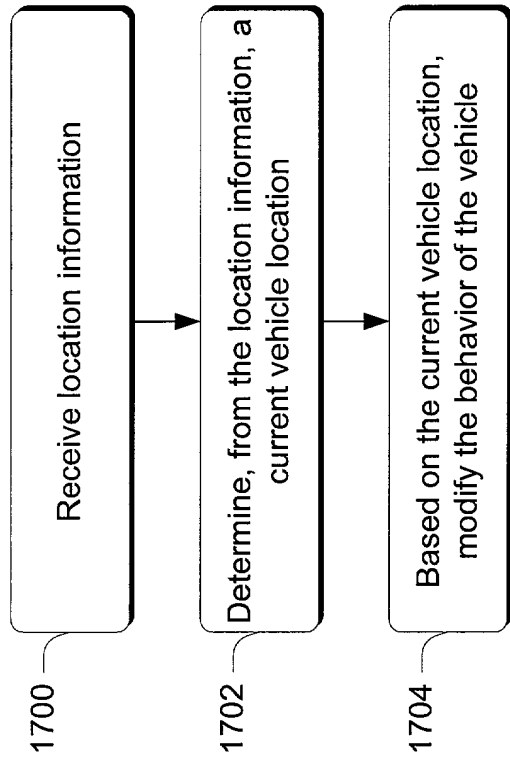 1700
Receive location information
1702
Determine, from the location information, a
current vehicle location
1704
Based on the current vehicle location,
modify the behavior of the vehicle